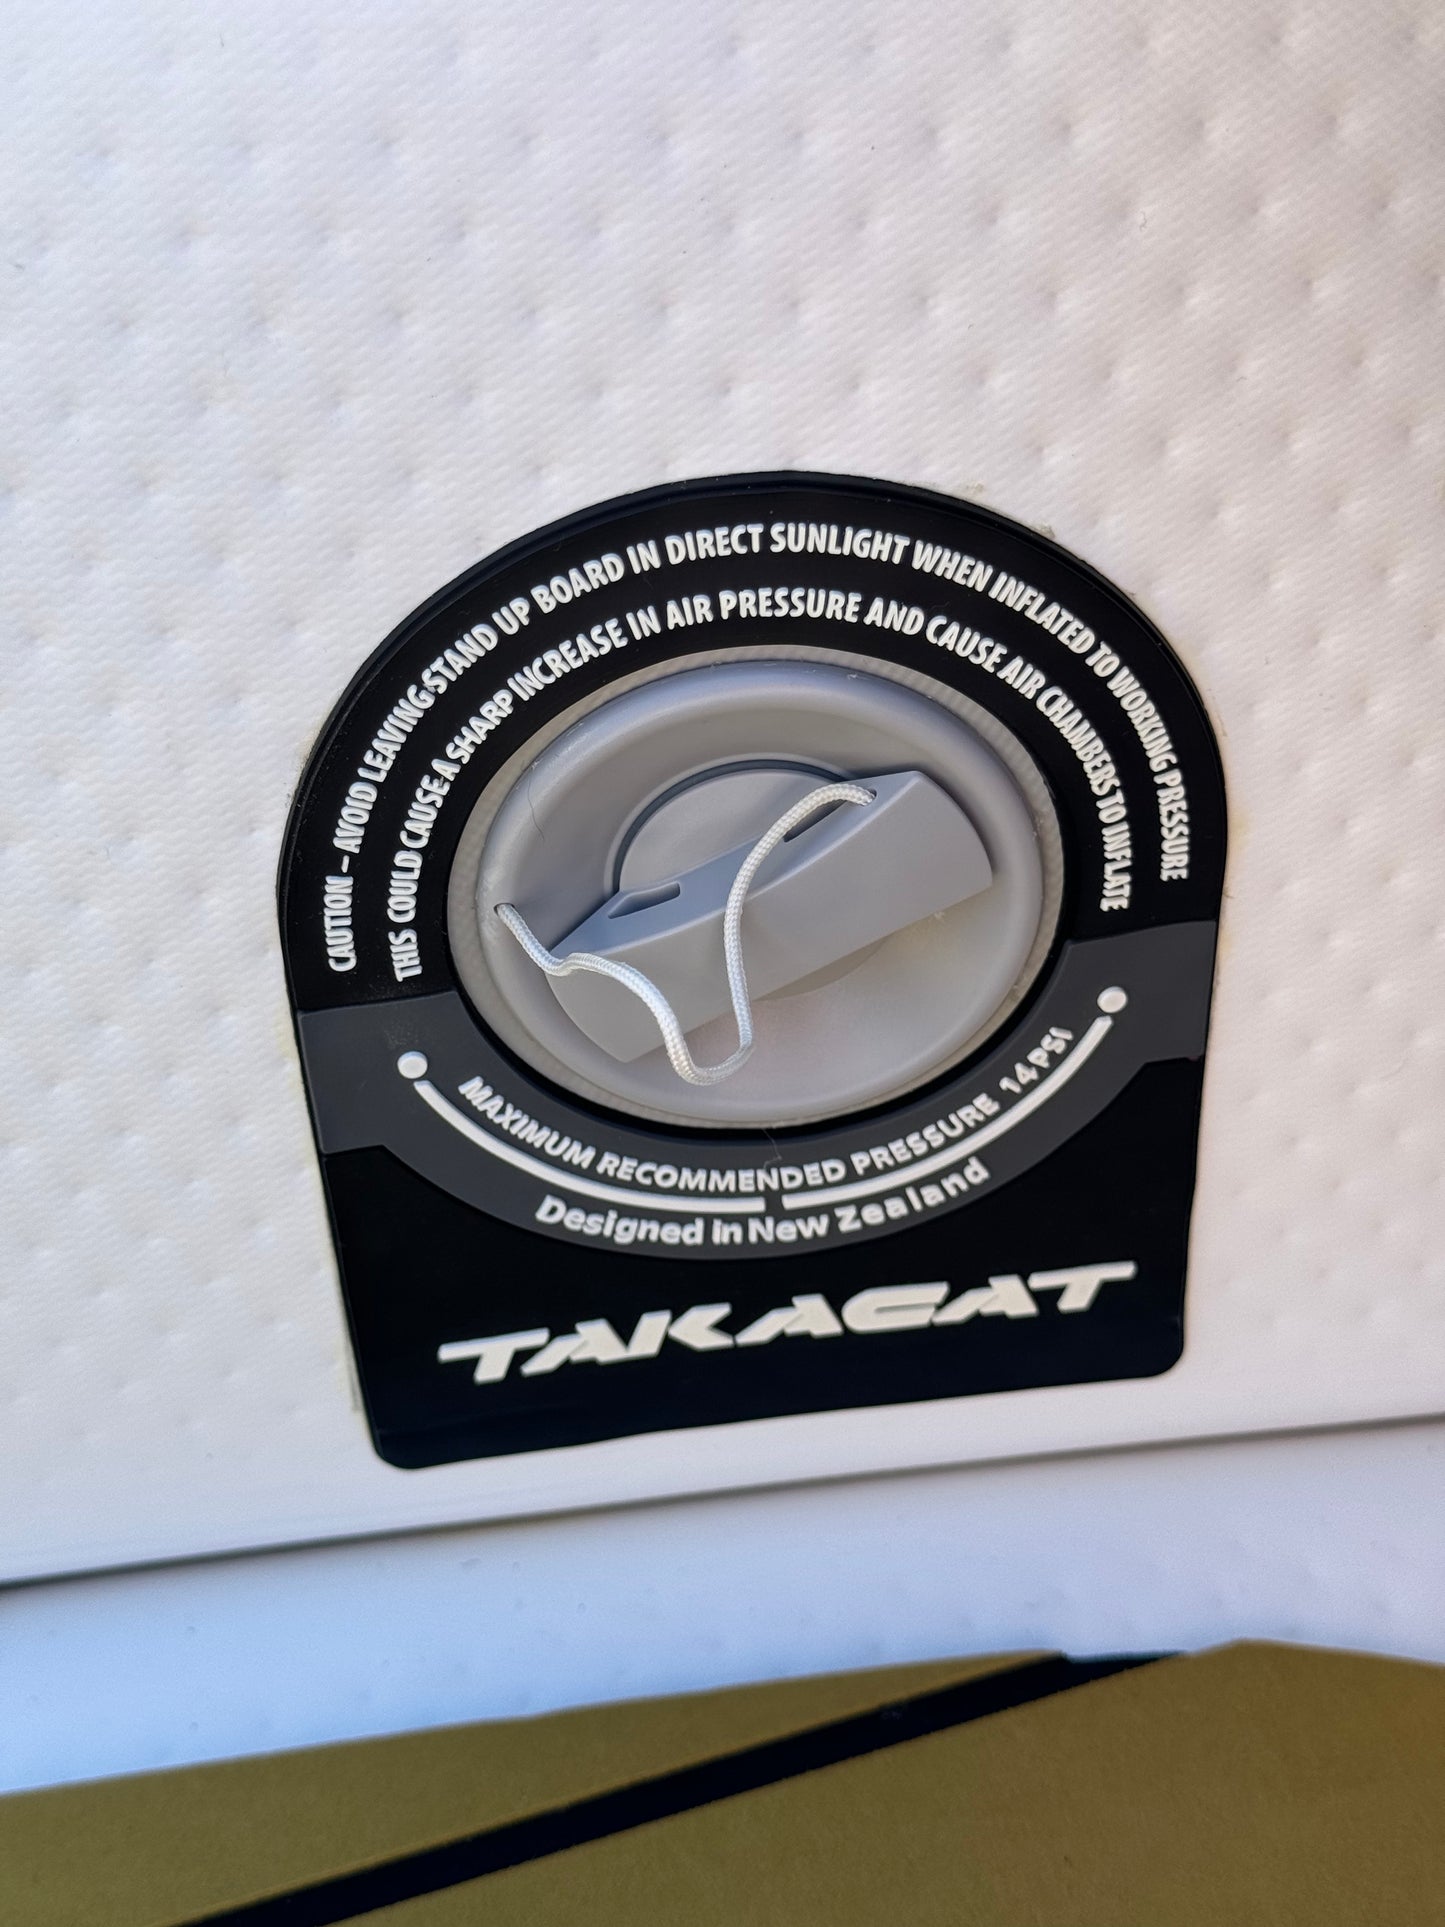 CAUTION – AVOID LEAVING STAND UP BOARD IN DIRECT SUNLIGHT WHEN INFLATED TO WORKING PRESSURE
THIS COULD CAUSE A SHARP INCREASE IN AIR PRESSURE AND CAUSE AIR CHAMBERS TO INFLATE
MAXIMUM RECOMMENDED PRESSURE 14PSI
Designed In New Zealand
TAKACAT